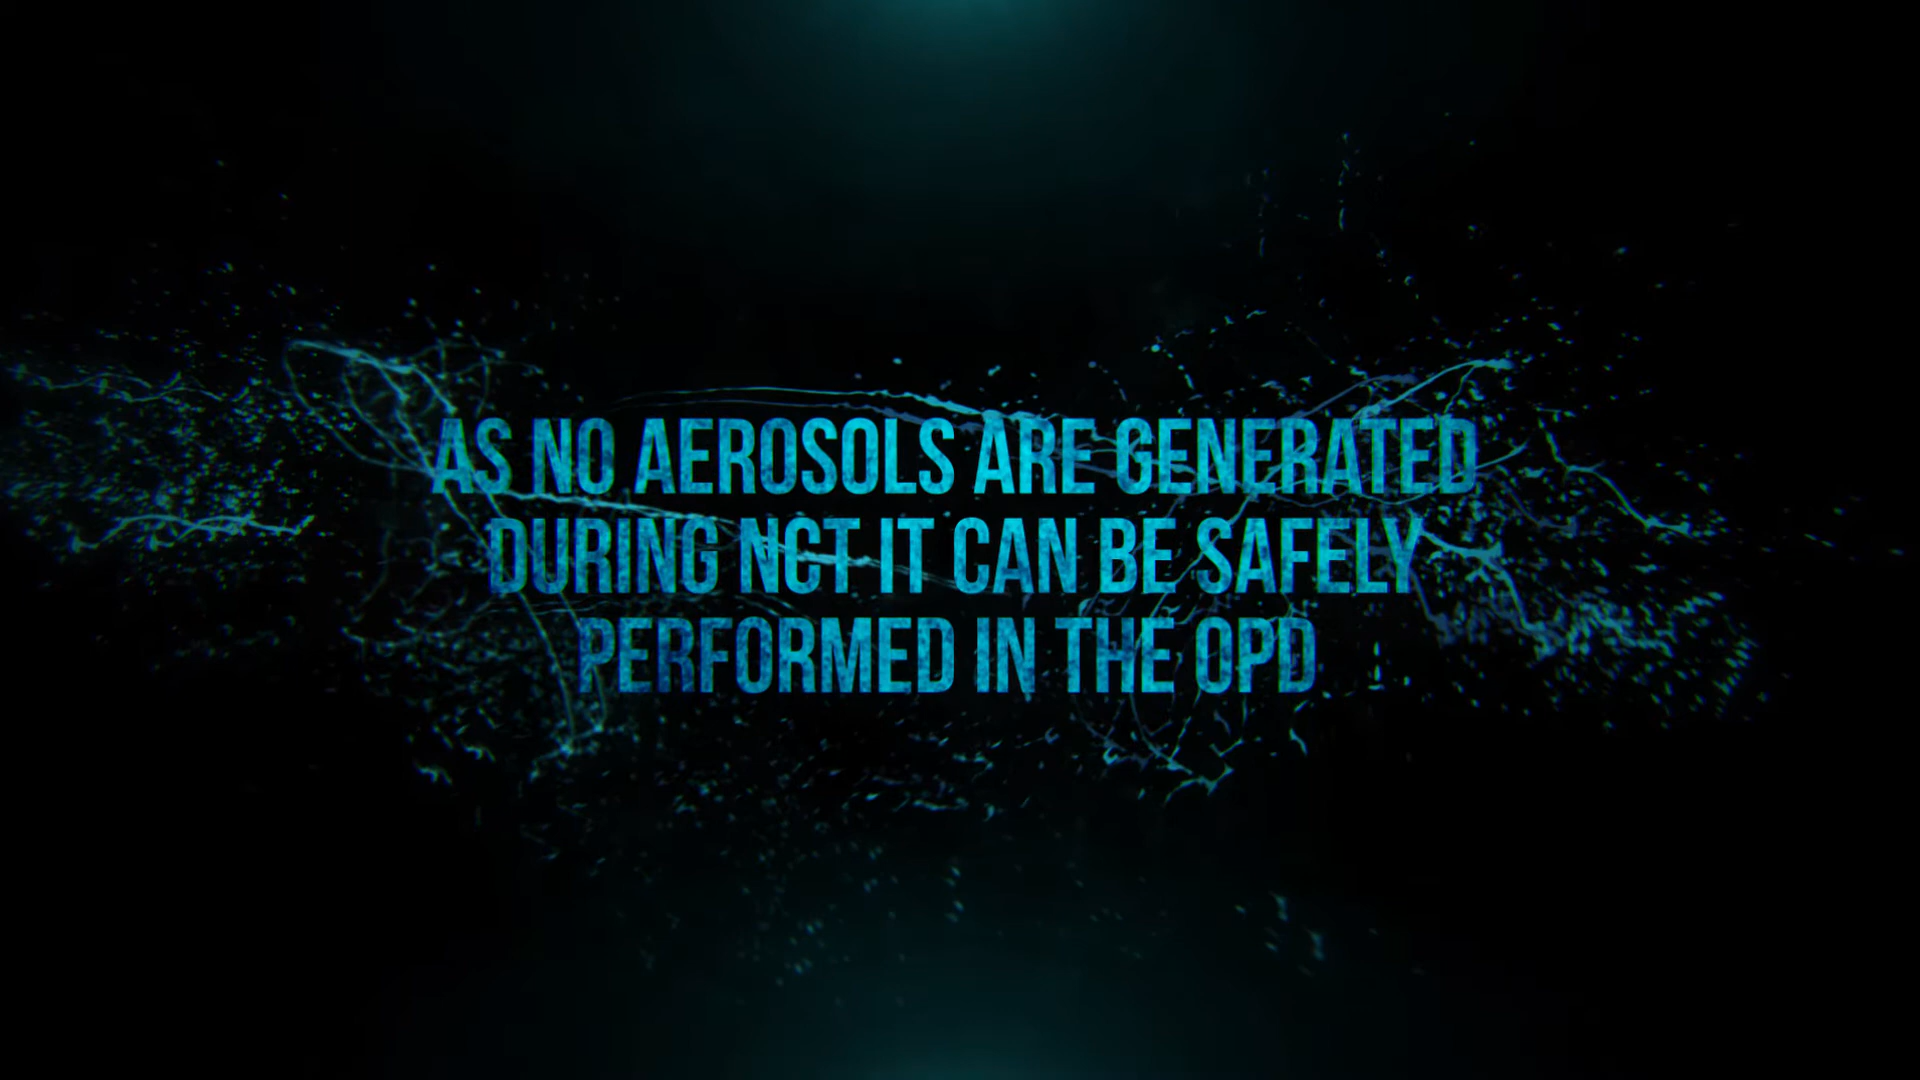 AS NO AEROSOLS ARE GENERATED
DURING NCT IT CAN BE SAFELY
PERFORMED IN THE OPD